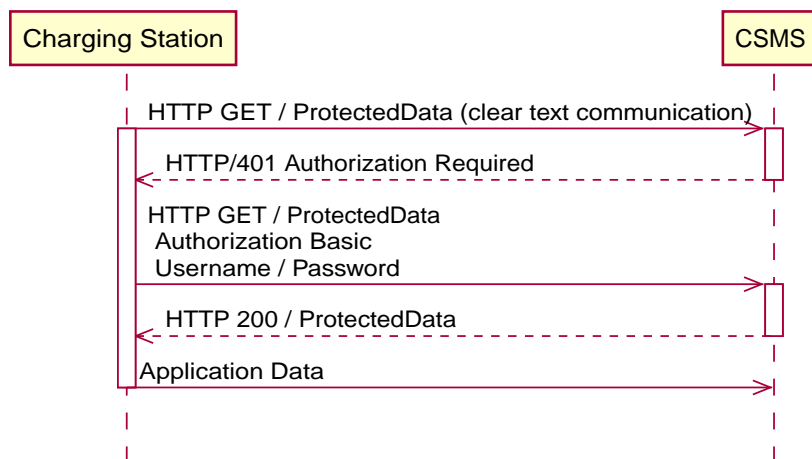 Charging Station
CSMS
HTTP GET / ProtectedData (clear text communication)
HTTP/401 Authorization Required
HTTP GET / ProtectedData
Authorization Basic
Username / Password
HTTP 200 / ProtectedData
Application Data